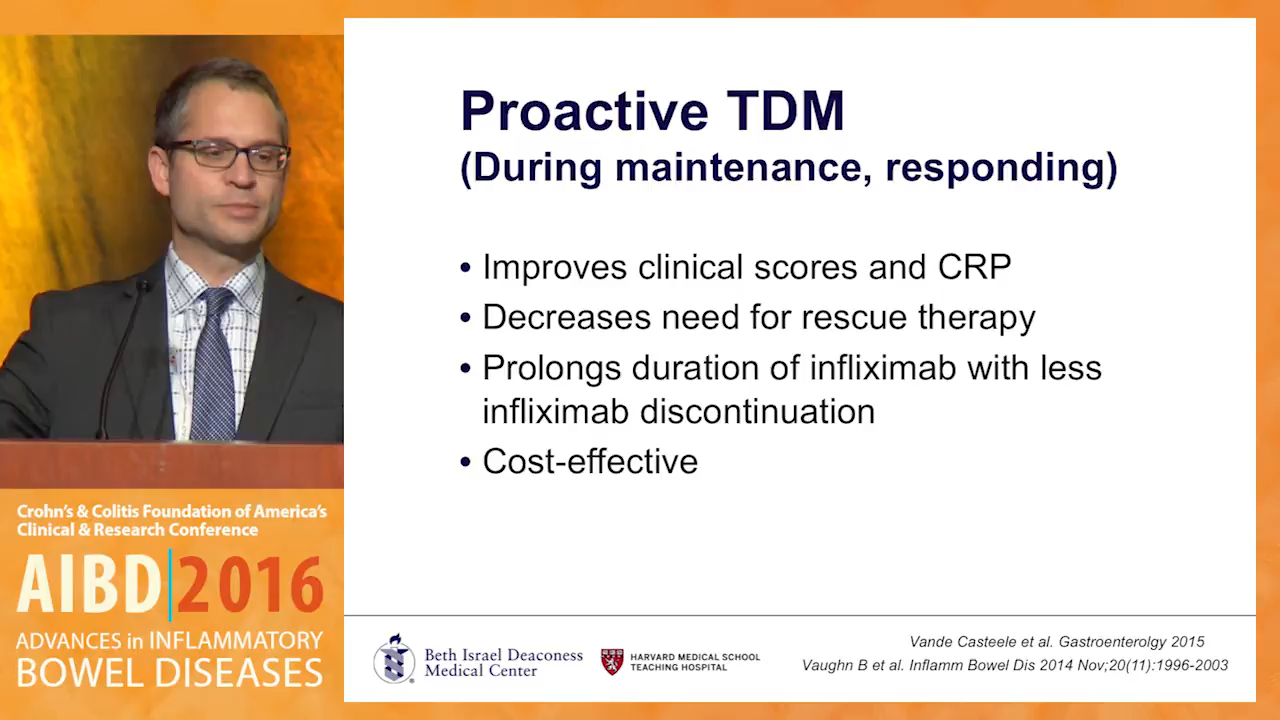 Proactive TDM
(During maintenance, responding)
• Improves clinical scores and CRP
• Decreases need for rescue therapy
• Prolongs duration of infliximab with less
infliximab discontinuation
• Cost-effective
Crohn's & Colitis Foundation of America's
Clinical & Research Conference
AIBD|2016
ADVANCES in INFLAMMATORY
BOWEL DISEASES
Beth Israel Deaconess
Medical Center
HARVARD MEDICAL SCHOOL
TEACHING HOSPITAL
Vande Casteele et al. Gastroenterolgy 2015
Vaughn B et al. Inflamm Bowel Dis 2014 Nov;20(11):1996-2003